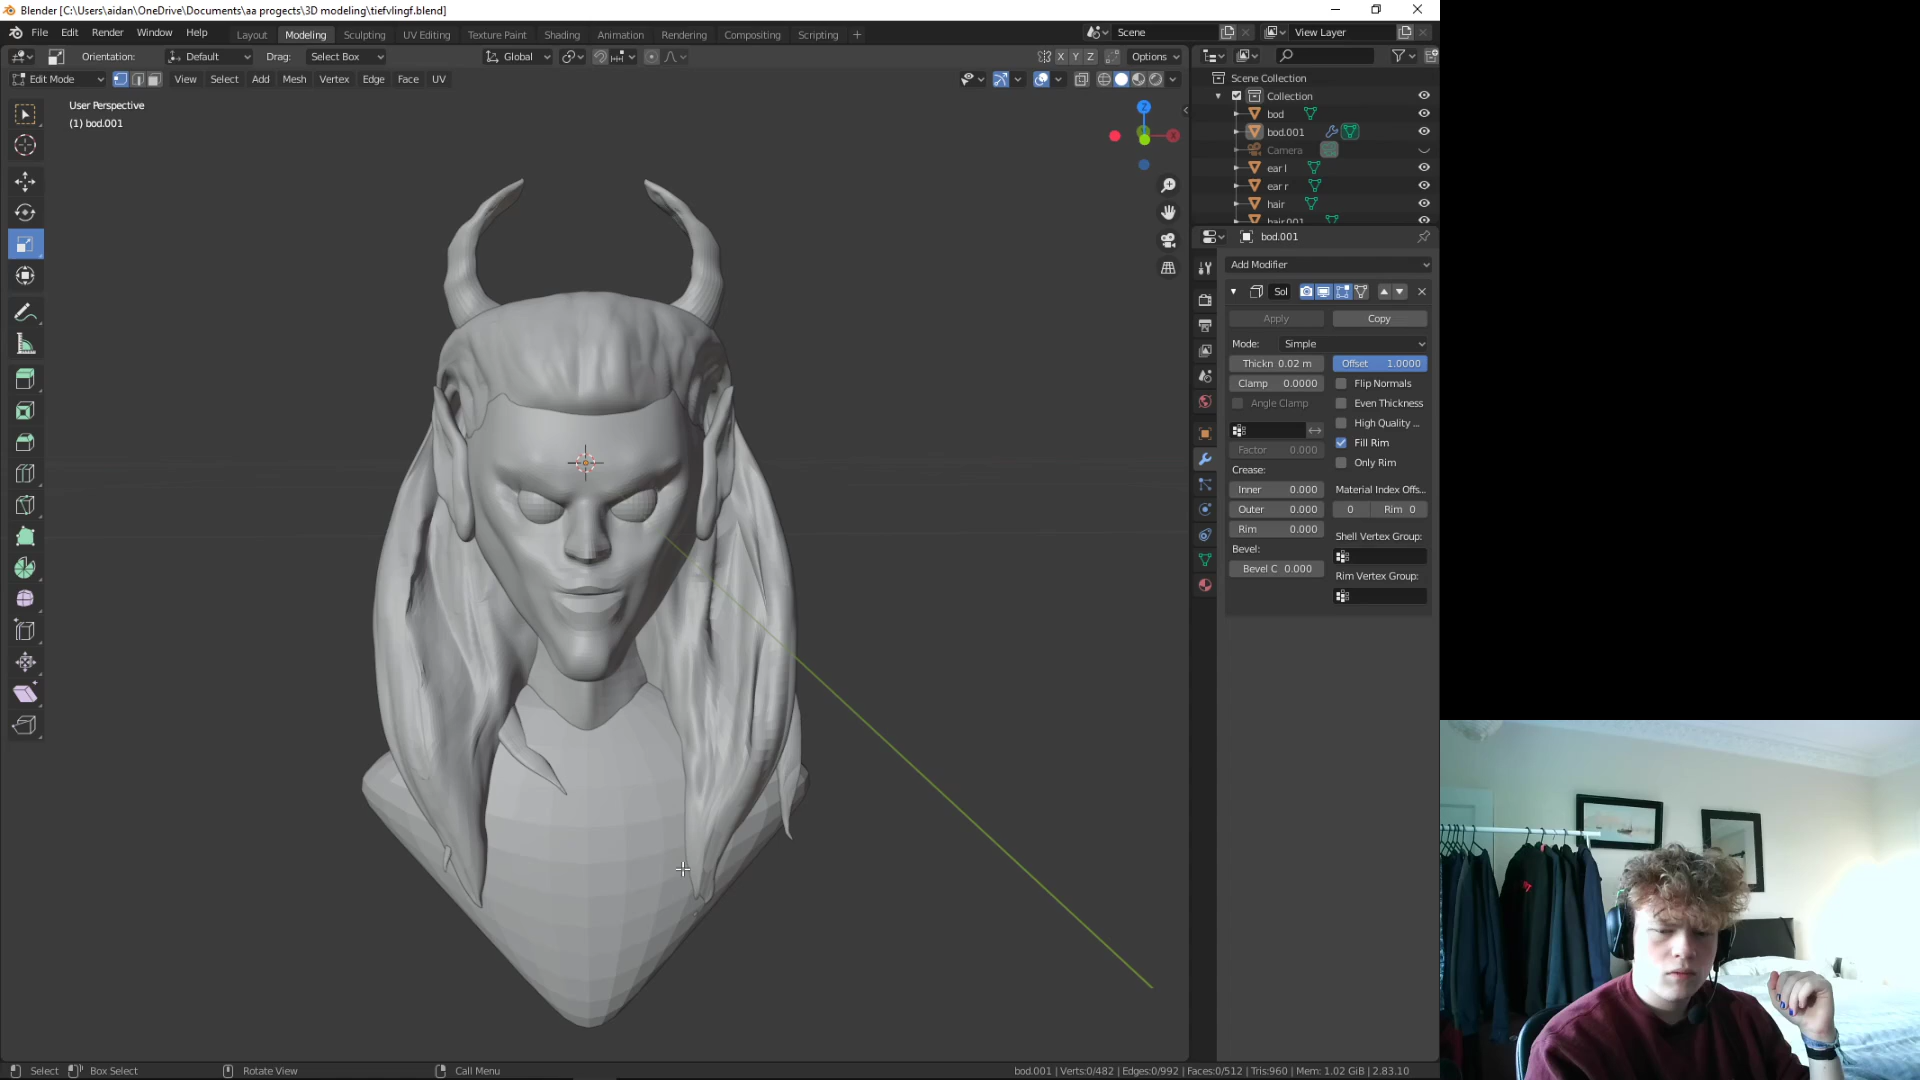 Blender [C:\Users\aidan\OneDrive\Documents\aa progects\3D modeling\tiefvlingf.blend]
File Edit Render Window Help Layout Modeling Sculpting UV Editing Texture Paint Shading Animation Rendering Compositing Scripting + Scene View Layer
Orientation: Default Drag: Select Box Global X Y Z Options
Edit Mode View Select Add Mesh Vertex Edge Face UV
User Perspective
(1) bod.001
Z
X
Scene Collection
Collection
bod
bod.001
Camera
ear l
ear r
hair
hair.001
bod.001
Add Modifier
Sol
Apply Copy
Mode: Simple
Thickn 0.02 m Offset 1.0000
Clamp 0.0000 Flip Normals
Angle Clamp Even Thickness
High Quality ...
Fill Rim
Factor 0.000
Only Rim
Crease:
Inner 0.000 Material Index Offs...
Outer 0.000 0 Rim 0
Rim 0.000
Shell Vertex Group:
Bevel:
Bevel C 0.000
Rim Vertex Group:
Select Box Select Rotate View Call Menu bod.001 | Verts:0/482 | Edges:0/992 | Faces:0/512 | Tris:960 | Mem: 1.02 GiB | 2.83.10